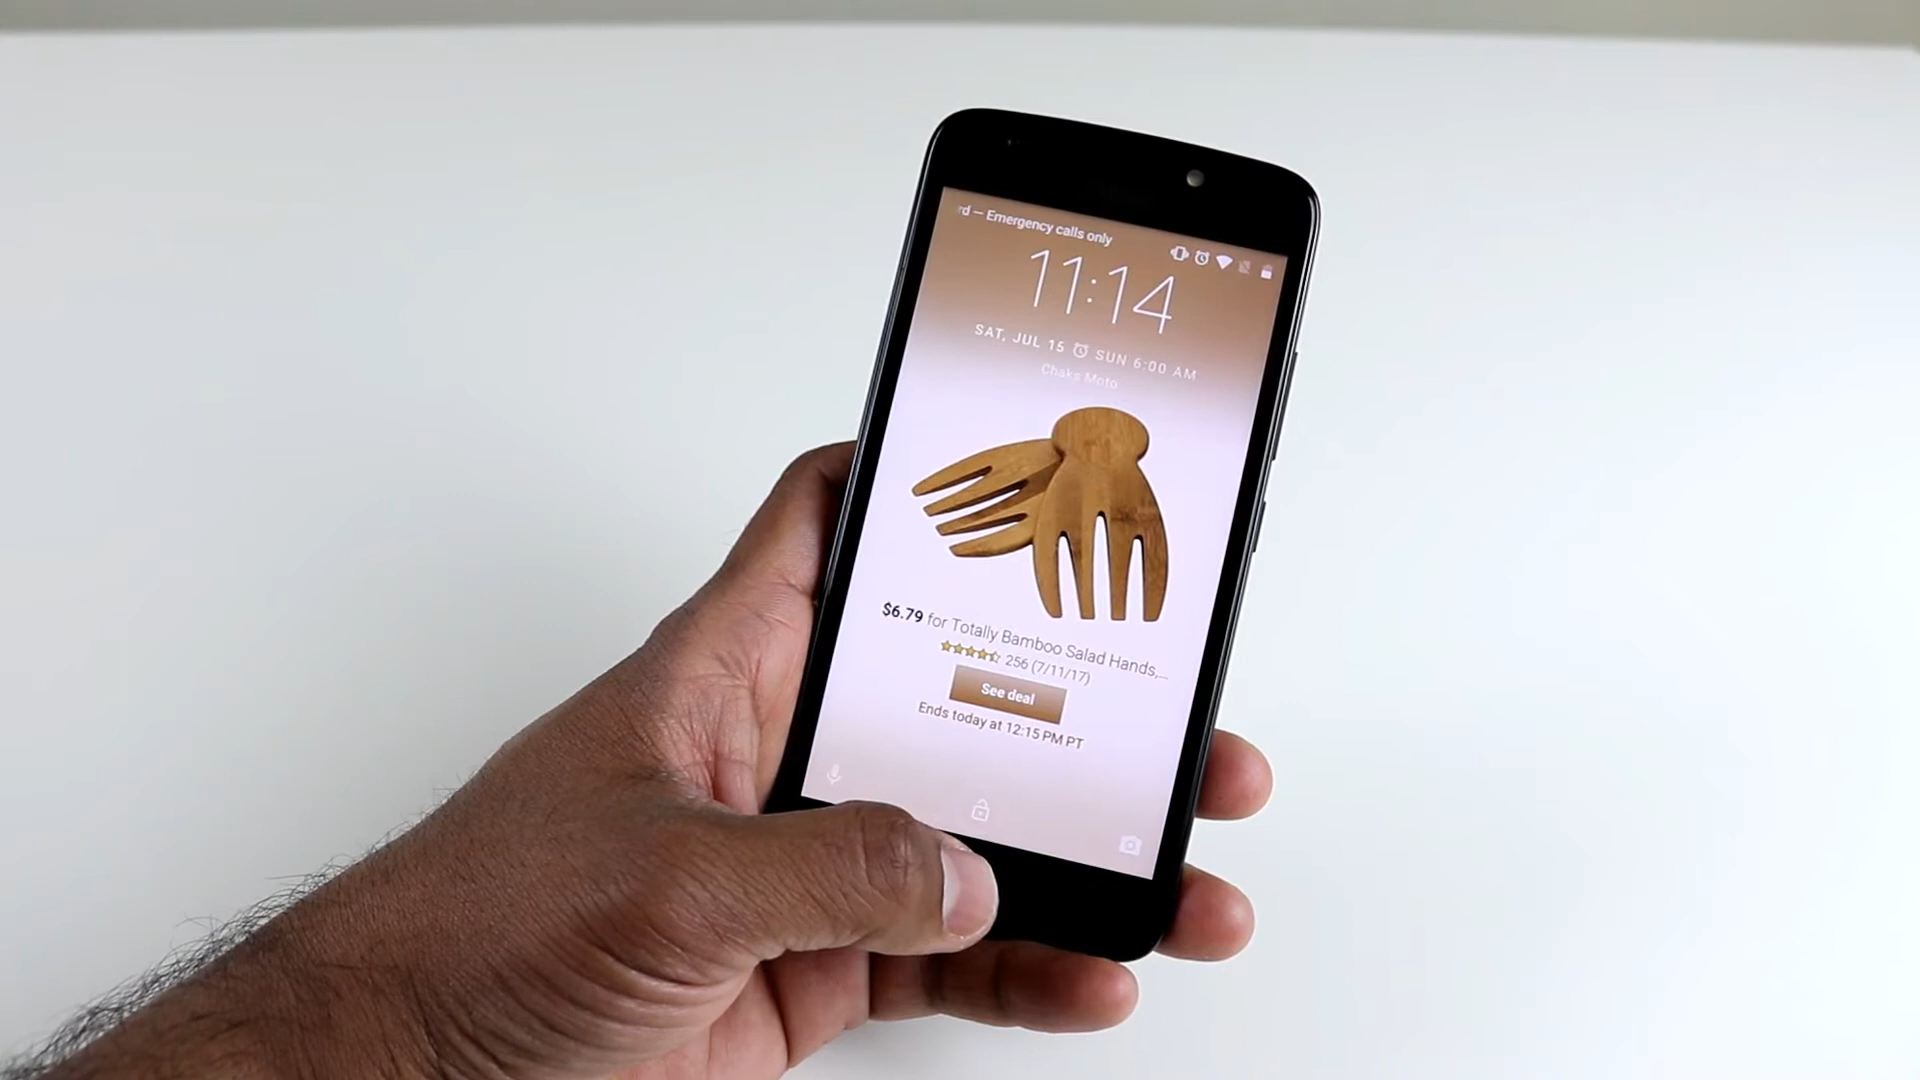 rd – Emergency calls only
11:14
SAT, JUL 15 SUN 6:00 AM
Chaks Moto
$6.79 for Totally Bamboo Salad Hands,...
256 (7/11/17)
See deal
Ends today at 12:15 PM PT